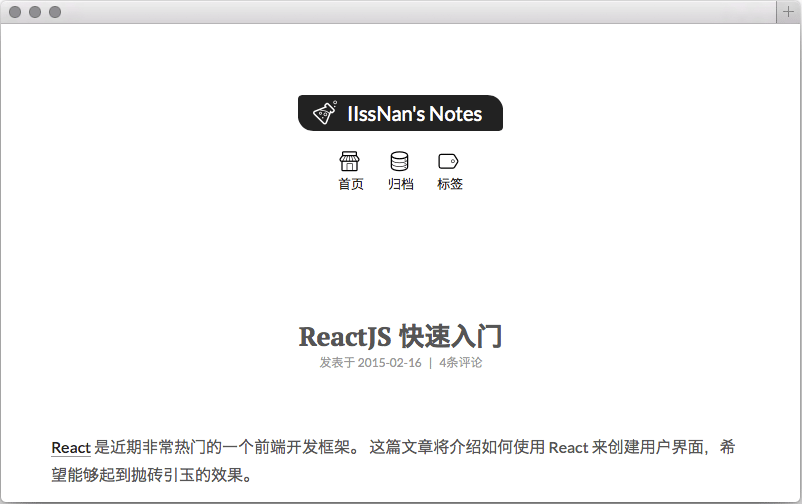 IIssNan's Notes
首页 归档 标签
ReactJS 快速入门
发表于 2015-02-16 | 4条评论
React 是近期非常热门的一个前端开发框架。 这篇文章将介绍如何使用 React 来创建用户界面，希
望能够起到抛砖引玉的效果。